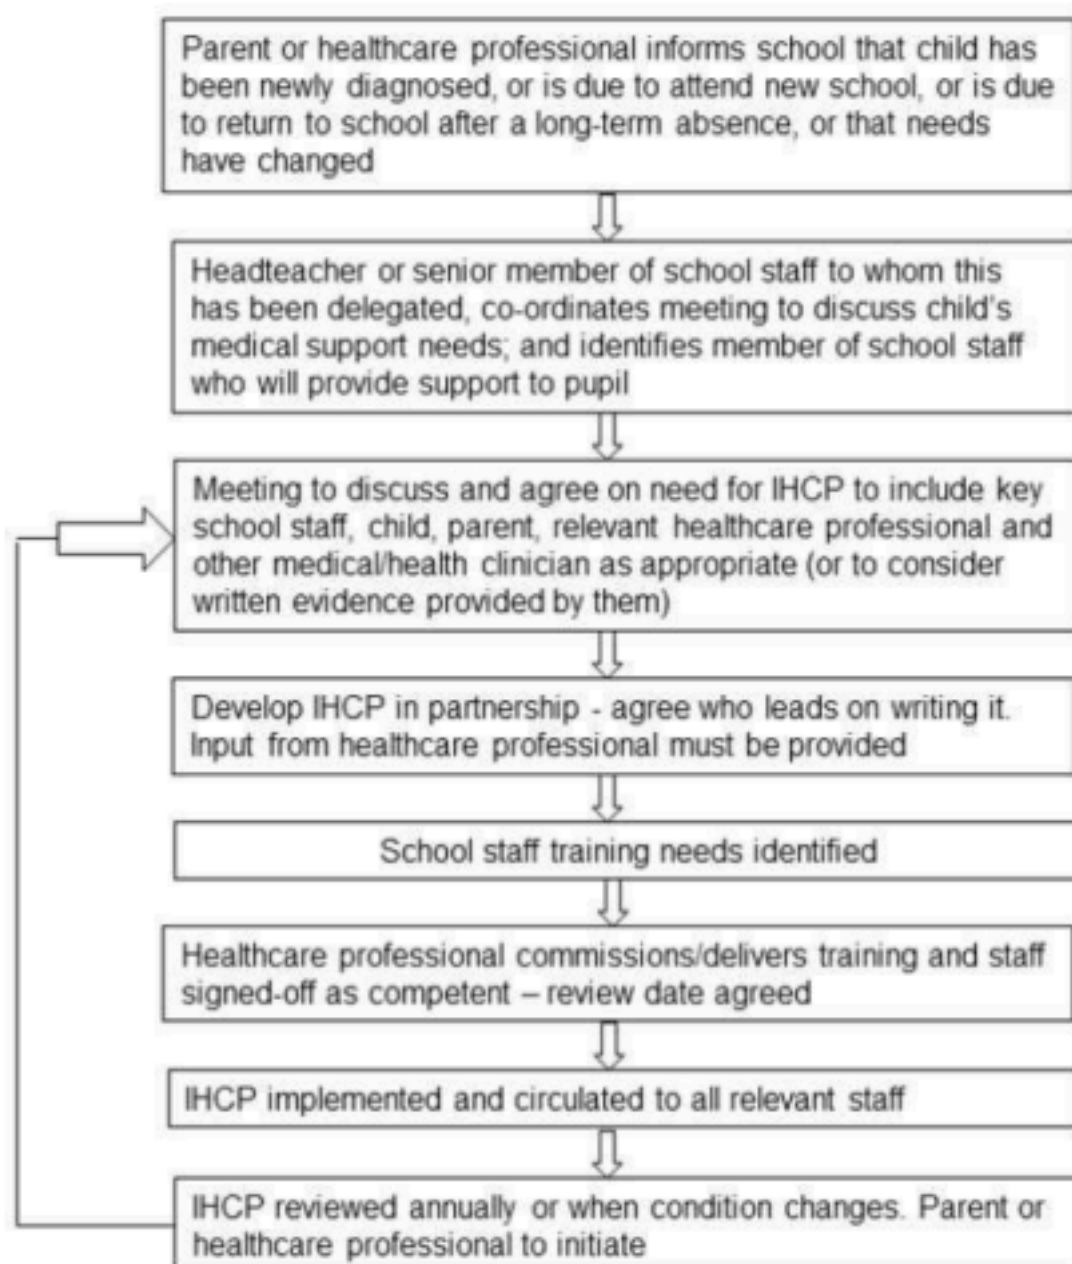 Parent or healthcare professional informs school that child has
been newly diagnosed, or is due to attend new school, or is due
to return to school after a long-term absence, or that needs
have changed
Headteacher or senior member of school staff to whom this
has been delegated, co-ordinates meeting to discuss child's
medical support needs; and identifies member of school staff
who will provide support to pupil
Meeting to discuss and agree on need for IHCP to include key
school staff, child, parent, relevant healthcare professional and
other medical/health clinician as appropriate (or to consider
written evidence provided by them)
Develop IHCP in partnership - agree who leads on writing it.
Input from healthcare professional must be provided
School staff training needs identified
Healthcare professional commissions/delivers training and staff
signed-off as competent – review date agreed
IHCP implemented and circulated to all relevant staff
IHCP reviewed annually or when condition changes. Parent or
healthcare professional to initiate